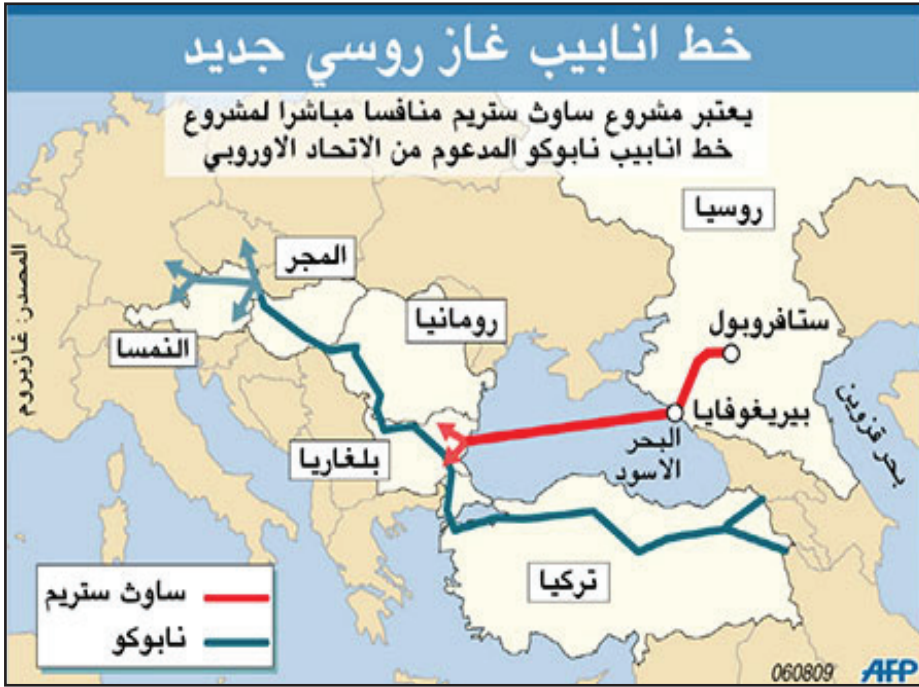 خط انابيب غاز روسي جديد
يعتبر مشروع ساوث ستريم منافسا مباشرا لمشروع
خط انابيب نابوكو المدعوم من الاتحاد الاوروبي
روسيا
المجر
رومانيا
النمسا
ستافروبول
بيريغوفايا
البحر
الاسود
بحر قزوين
بلغاريا
تركيا
ساوث ستريم
نابوكو
المصدر: غازبروم
060809 AFP